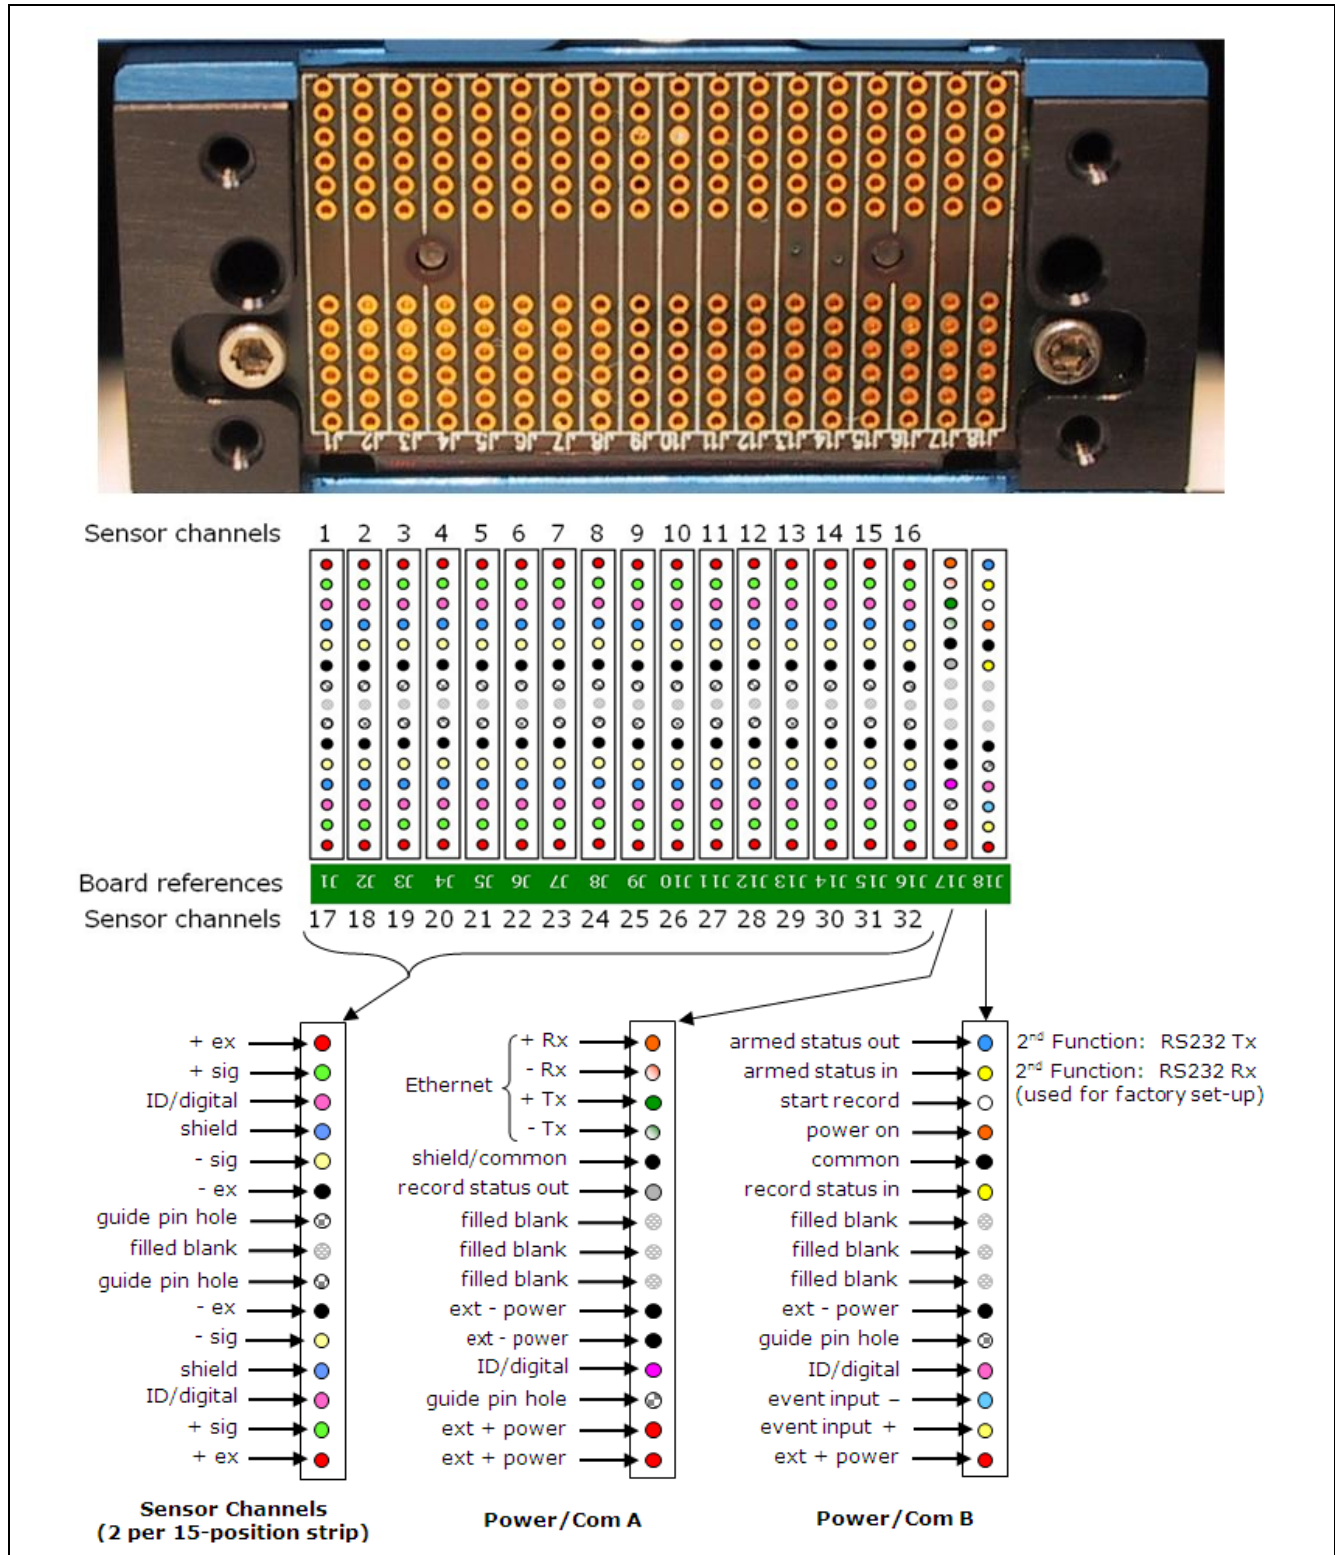 J1 J2 J3 J4 J5 J6 J7 J8 J9 J10 J11 J12 J13 J14 J15 J16 J17 J18
Sensor channels 1 2 3 4 5 6 7 8 9 10 11 12 13 14 15 16
Board references J1 J2 J3 J4 J5 J6 J7 J8 J9 J10 J11 J12 J13 J14 J15 J16 J17 J18
Sensor channels 17 18 19 20 21 22 23 24 25 26 27 28 29 30 31 32
+ ex
+ sig
ID/digital
shield
- sig
- ex
guide pin hole
filled blank
guide pin hole
- ex
- sig
shield
ID/digital
+ sig
+ ex
Sensor Channels
(2 per 15-position strip)
Ethernet
+ Rx
- Rx
+ Tx
- Tx
shield/common
record status out
filled blank
filled blank
filled blank
ext - power
ext - power
ID/digital
guide pin hole
ext + power
ext + power
Power/Com A
armed status out
armed status in
start record
power on
common
record status in
filled blank
filled blank
filled blank
ext - power
guide pin hole
ID/digital
event input –
event input +
ext + power
2nd Function: RS232 Tx
2nd Function: RS232 Rx
(used for factory set-up)
Power/Com B